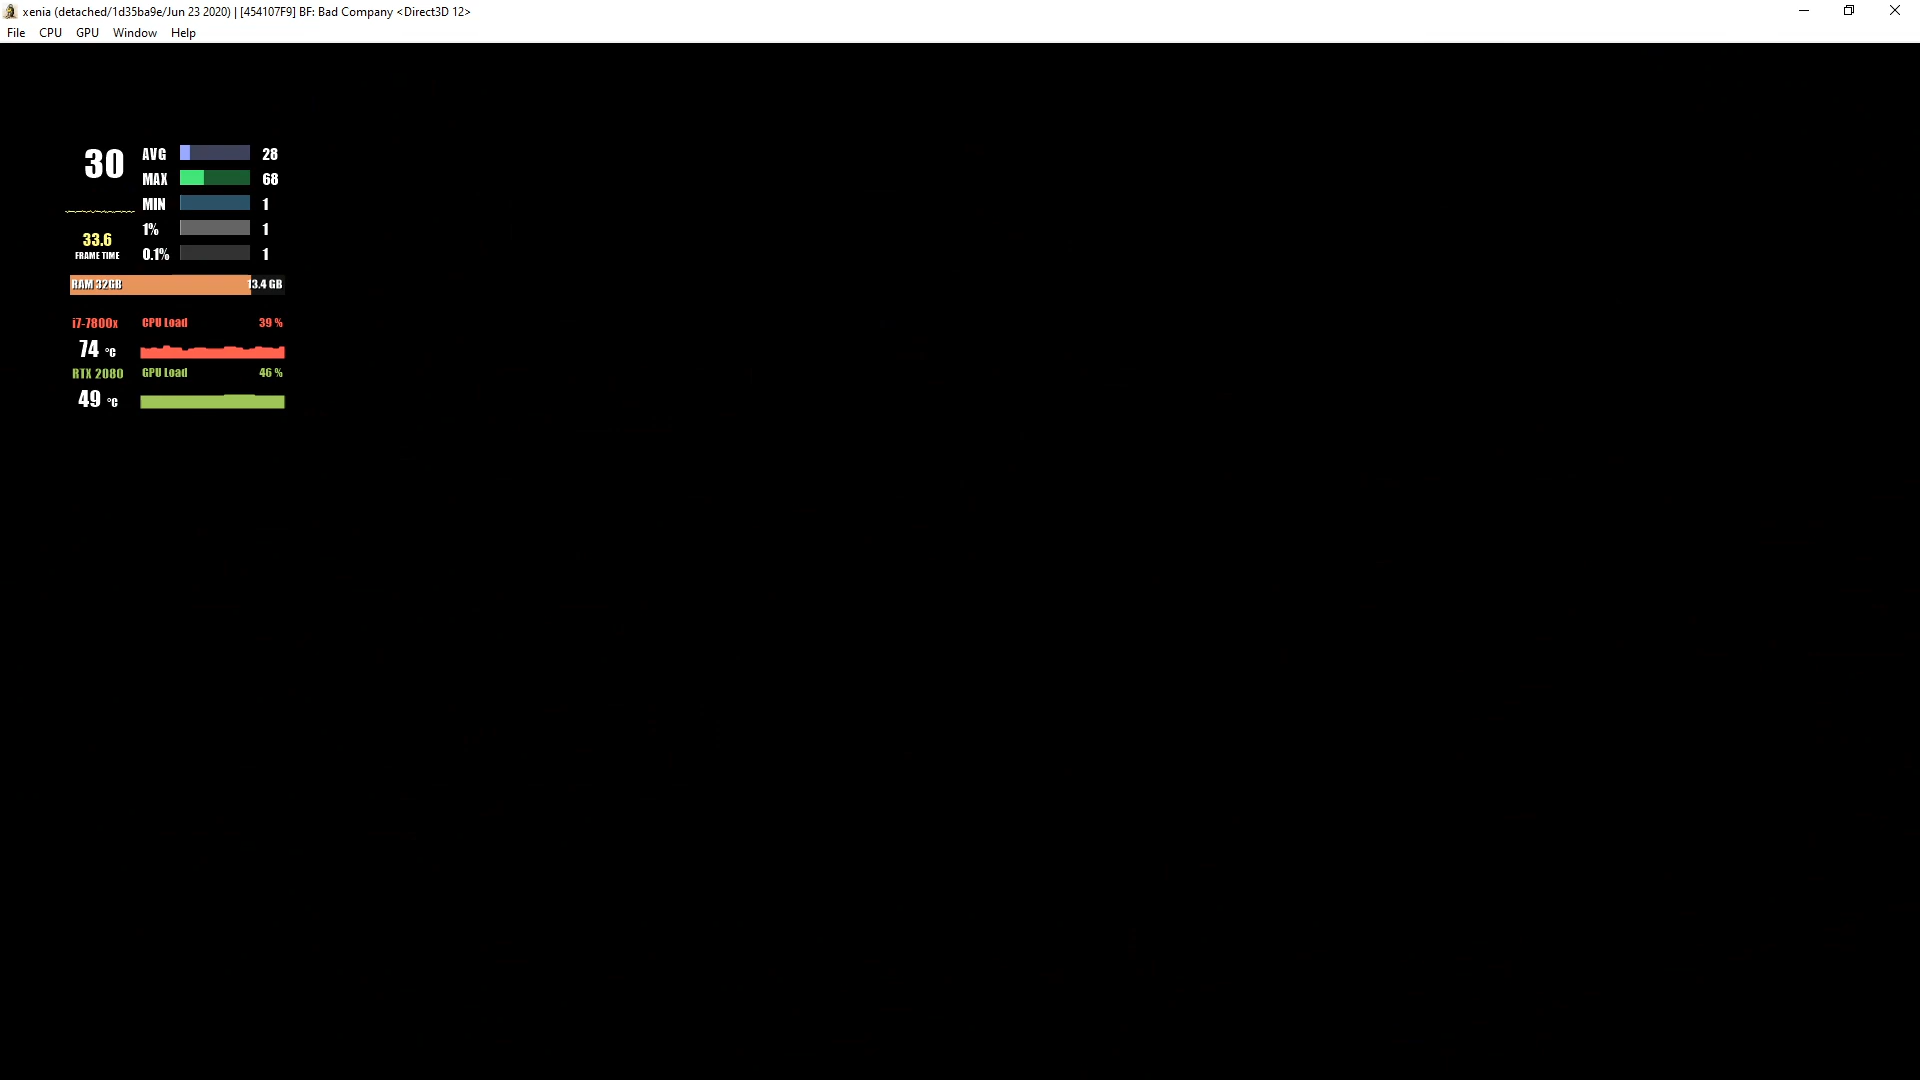 xenia (detached/1d35ba9e/Jun 23 2020) | [454107F9] BF: Bad Company <Direct3D 12>
File CPU GPU Window Help
30 AVG 28
MAX 68
MIN 1
1% 1
33.6
FRAME TIME 0.1% 1
RAM 32GB 13.4 GB
i7-7800x CPU Load 39 %
74 °C
RTX 2080 GPU Load 46 %
49 °C